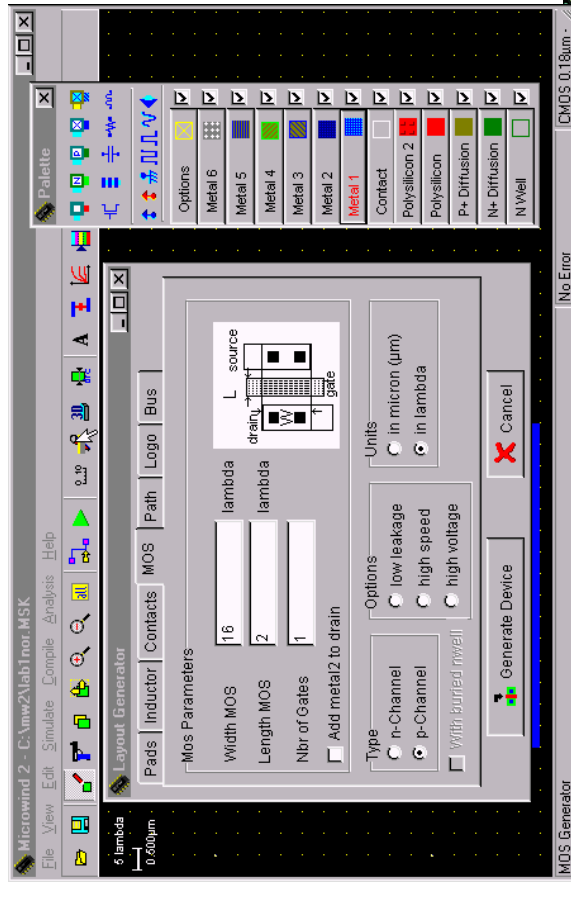 Microwind 2 - C:\mw2\lab1nor.MSK
File View Edit Simulate Compile Analysis Help
5 lambda
0.600µm
Layout Generator
Pads Inductor Contacts MOS Path Logo Bus
Mos Parameters
Width MOS 16 lambda
Length MOS 2 lambda
Nbr of Gates 1
Add metal2 to drain
L
drain source
W
gate
Type
n-Channel
p-Channel
With buried nwell
Options
low leakage
high speed
high voltage
Units
in micron (µm)
in lambda
Generate Device
Cancel
Palette
Options
Metal 6
Metal 5
Metal 4
Metal 3
Metal 2
Metal 1
Contact
Polysilicon 2
Polysilicon
P+ Diffusion
N+ Diffusion
N Well
MOS Generator
No Error
CMOS 0.18µm -